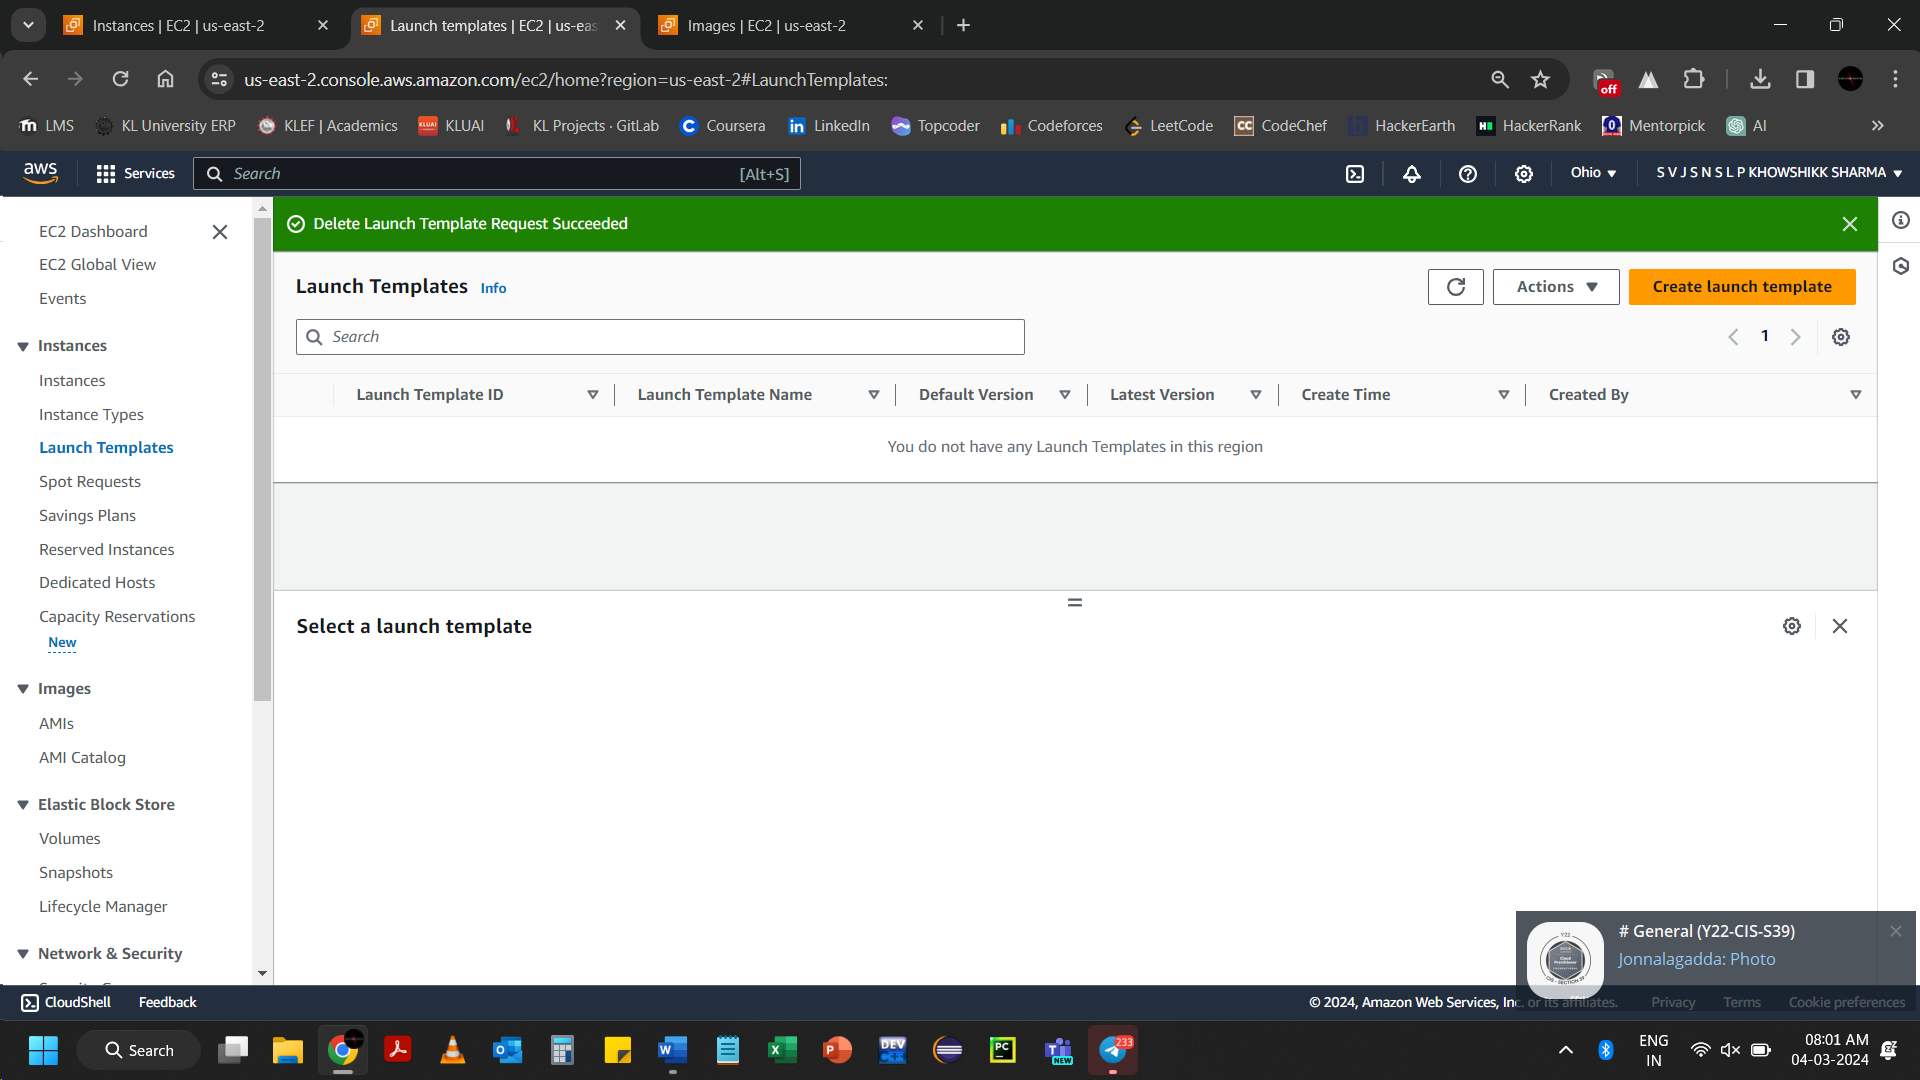 Instances | EC2 | us-east-2
Launch templates | EC2 | us-eas
Images | EC2 | us-east-2
us-east-2.console.aws.amazon.com/ec2/home?region=us-east-2#LaunchTemplates:
off
LMS
KL University ERP
KLEF | Academics
KLUAI
KL Projects · GitLab
Coursera
LinkedIn
Topcoder
Codeforces
LeetCode
CodeChef
HackerEarth
HackerRank
Mentorpick
AI
aws
Services
Search
[Alt+S]
Ohio
S V J S N S L P KHOWSHIKK SHARMA
EC2 Dashboard
EC2 Global View
Events
Instances
Instances
Instance Types
Launch Templates
Spot Requests
Savings Plans
Reserved Instances
Dedicated Hosts
Capacity Reservations
New
Images
AMIs
AMI Catalog
Elastic Block Store
Volumes
Snapshots
Lifecycle Manager
Network & Security
Delete Launch Template Request Succeeded
Launch Templates
Info
Actions
Create launch template
Search
1
Launch Template ID
Launch Template Name
Default Version
Latest Version
Create Time
Created By
You do not have any Launch Templates in this region
Select a launch template
# General (Y22-CIS-S39)
Jonnalagadda: Photo
CloudShell
Feedback
© 2024, Amazon Web Services, Inc. or its affiliates.
Privacy
Terms
Cookie preferences
Search
DEV
PC
NEW
233
ENG
IN
08:01 AM
04-03-2024